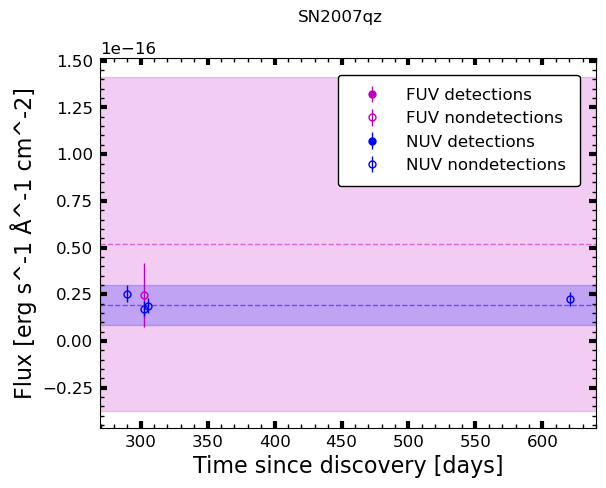 SN2007qz
1e−16
1.50
1.25
1.00
0.75
0.50
0.25
0.00
−0.25
Flux [erg s^-1 Å^-1 cm^-2]
FUV detections
FUV nondetections
NUV detections
NUV nondetections
300 350 400 450 500 550 600
Time since discovery [days]